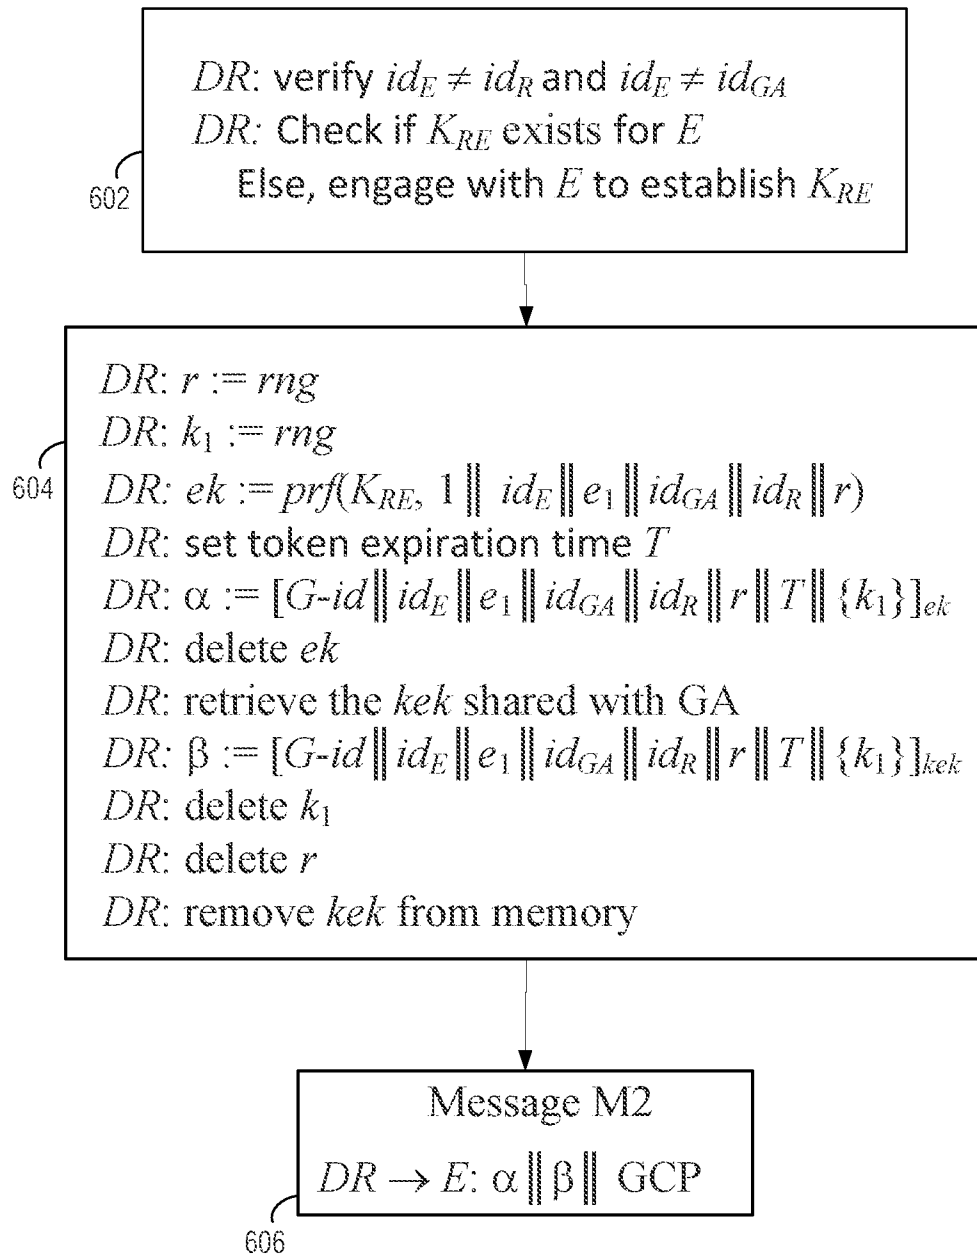 DR: verify id_E ≠ id_R and id_E ≠ id_GA
DR: Check if K_RE exists for E
Else, engage with E to establish K_RE
602
DR: r := rng
DR: k_1 := rng
DR: ek := prf(K_RE, 1‖ id_E‖e_1‖id_GA‖id_R‖r)
DR: set token expiration time T
DR: α := [G-id‖id_E‖e_1‖id_GA‖id_R‖r‖T‖{k_1}]_ek
DR: delete ek
DR: retrieve the kek shared with GA
DR: β := [G-id‖id_E‖e_1‖id_GA‖id_R‖r‖T‖{k_1}]_kek
DR: delete k_1
DR: delete r
DR: remove kek from memory
604
Message M2
DR → E: α‖β‖ GCP
606